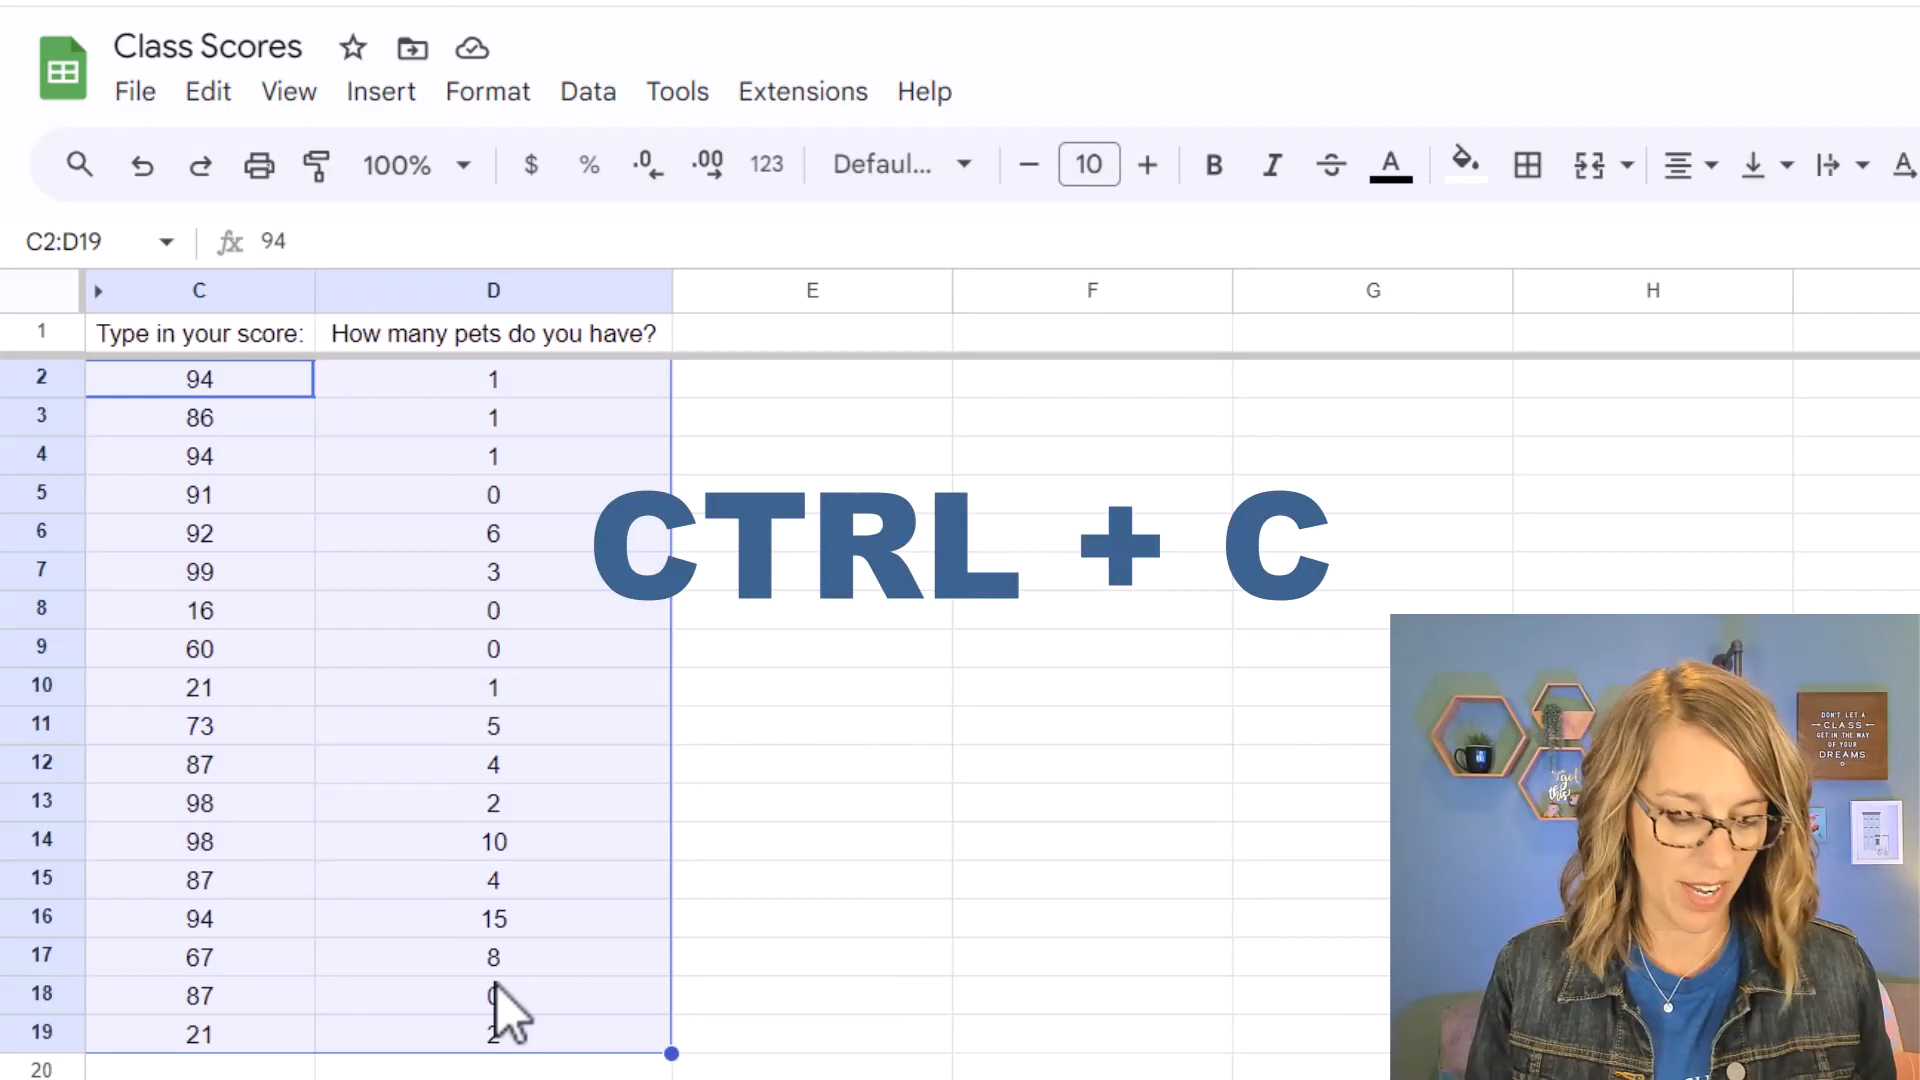 Class Scores
File Edit View Insert Format Data Tools Extensions Help
100% $ % .0 .00 123 Defaul... 10 B I A A
C2:D19 fx 94
C D E F G H
1 Type in your score: How many pets do you have?
2 94 1
3 86 1
4 94 1
5 91 0
6 92 6
7 99 3
8 16 0
9 60 0
10 21 1
11 73 5
12 87 4
13 98 2
14 98 10
15 87 4
16 94 15
17 67 8
18 87 0
19 21 2
20
CTRL + C
DON'T LET A
CLASS
GET IN THE WAY
OF YOUR
DREAMS